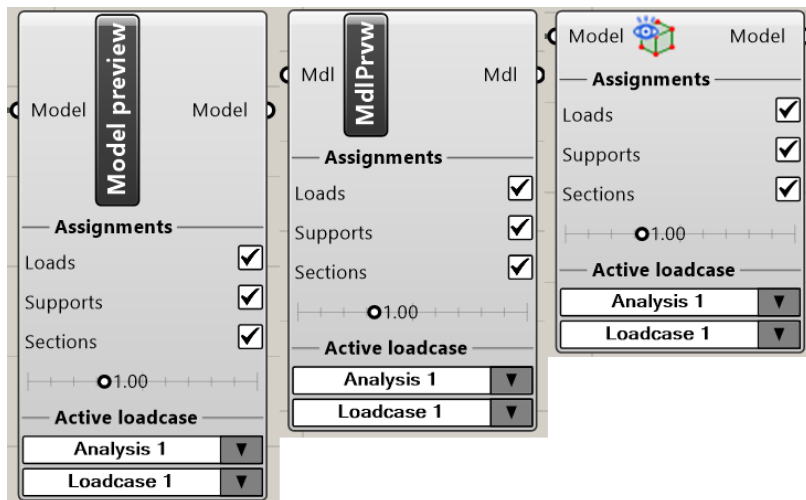 Model Model preview Model
Assignments
Loads
Supports
Sections
1.00
Active loadcase
Analysis 1
Loadcase 1
Mdl MdlPrvw Mdl
Assignments
Loads
Supports
Sections
1.00
Active loadcase
Analysis 1
Loadcase 1
Model Model
Assignments
Loads
Supports
Sections
1.00
Active loadcase
Analysis 1
Loadcase 1